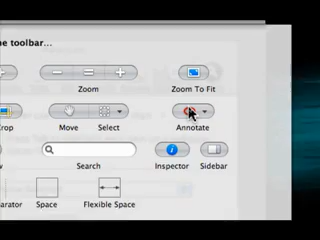 e toolbar...
Zoom
Zoom To Fit
rop
Move
Select
Annotate
Search
Inspector
Sidebar
arator
Space
Flexible Space